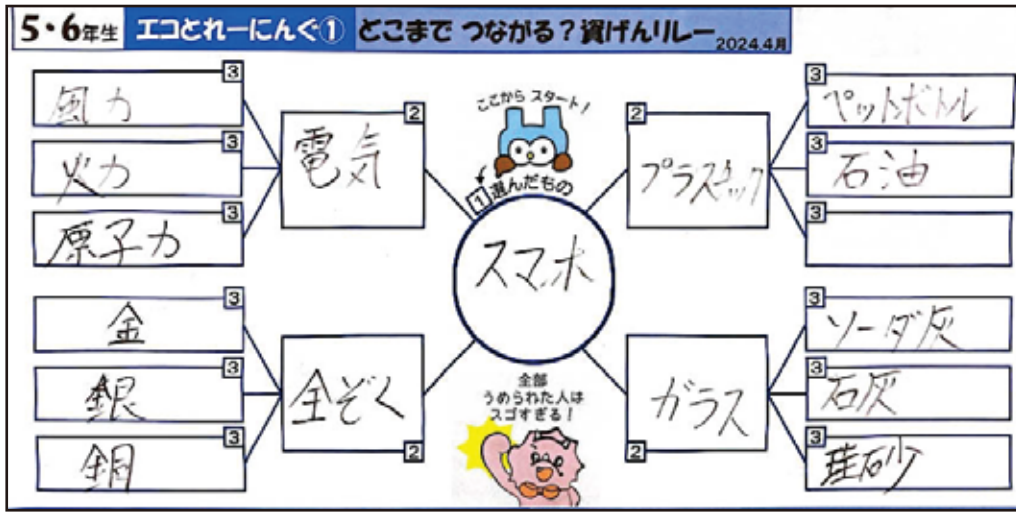 5・6年生 エコとれーにんぐ① どこまで つながる？資げんリレー 2024.4月
3
風力
3
火力
3
原子力
2
電気
3
金
3
銀
3
銅
金ぞく
2
ここから スタート！
1 選んだもの
スマホ
全部
うめられた人は
スゴすぎる！
2
プラスチック
3
ペットボトル
3
石油
3
ガラス
2
3
ソーダ灰
3
石灰
3
珪砂